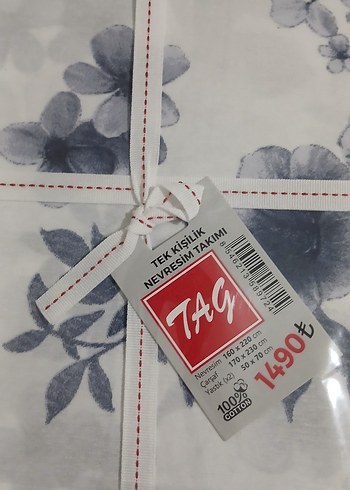 TEK KİŞİLİK
NEVRESİM TAKIMI
TAG
Nevresim 160 x 220 cm
Çarşaf 170 x 230 cm
Yastık (x2) 50 x 70 cm
100%
COTTON
1490₺